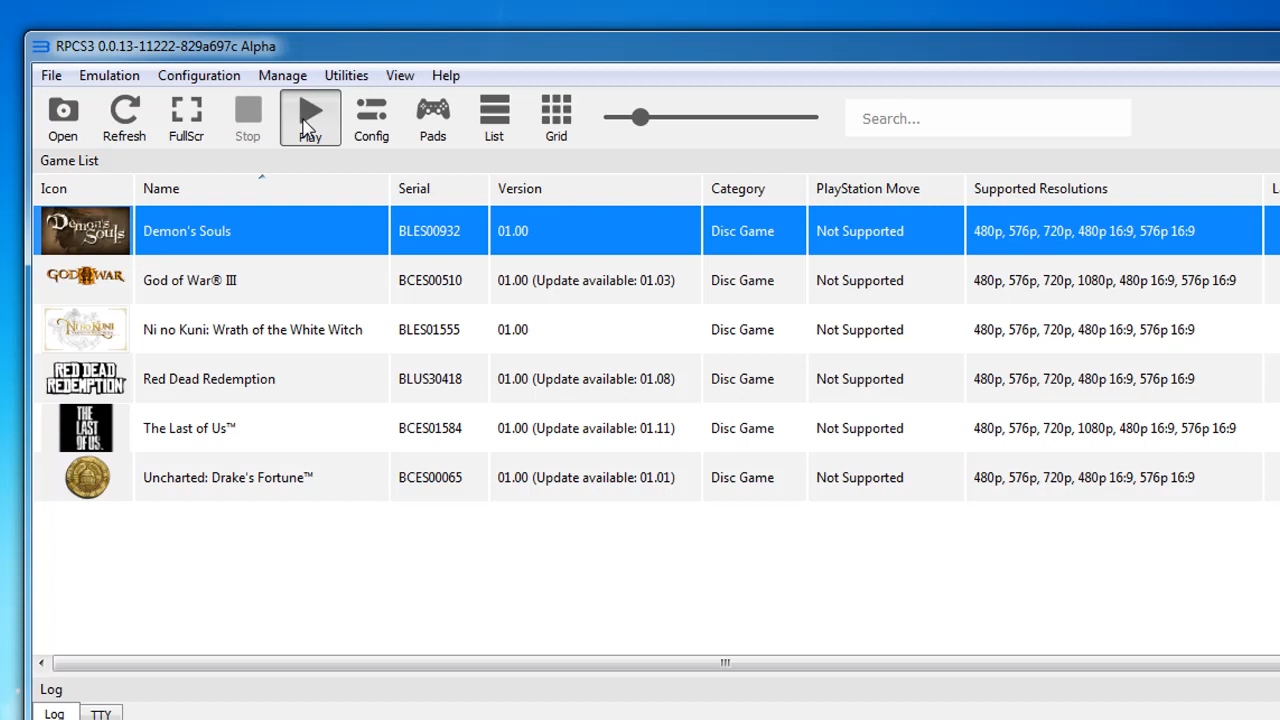 RPCS3 0.0.13-11222-829a697c Alpha
File Emulation Configuration Manage Utilities View Help
Open Refresh FullScr Stop Play Config Pads List Grid Search...
Game List
Icon Name Serial Version Category PlayStation Move Supported Resolutions
Demon's Souls Demon's Souls BLES00932 01.00 Disc Game Not Supported 480p, 576p, 720p, 480p 16:9, 576p 16:9
GOD OF WAR III God of War® III BCES00510 01.00 (Update available: 01.03) Disc Game Not Supported 480p, 576p, 720p, 1080p, 480p 16:9, 576p 16:9
NI NO KUNI Ni no Kuni: Wrath of the White Witch BLES01555 01.00 Disc Game Not Supported 480p, 576p, 720p, 480p 16:9, 576p 16:9
RED DEAD REDEMPTION Red Dead Redemption BLUS30418 01.00 (Update available: 01.08) Disc Game Not Supported 480p, 576p, 720p, 480p 16:9, 576p 16:9
THE LAST OF US The Last of Us™ BCES01584 01.00 (Update available: 01.11) Disc Game Not Supported 480p, 576p, 720p, 1080p, 480p 16:9, 576p 16:9
Uncharted: Drake's Fortune™ BCES00065 01.00 (Update available: 01.01) Disc Game Not Supported 480p, 576p, 720p, 480p 16:9, 576p 16:9
Log
Log TTY